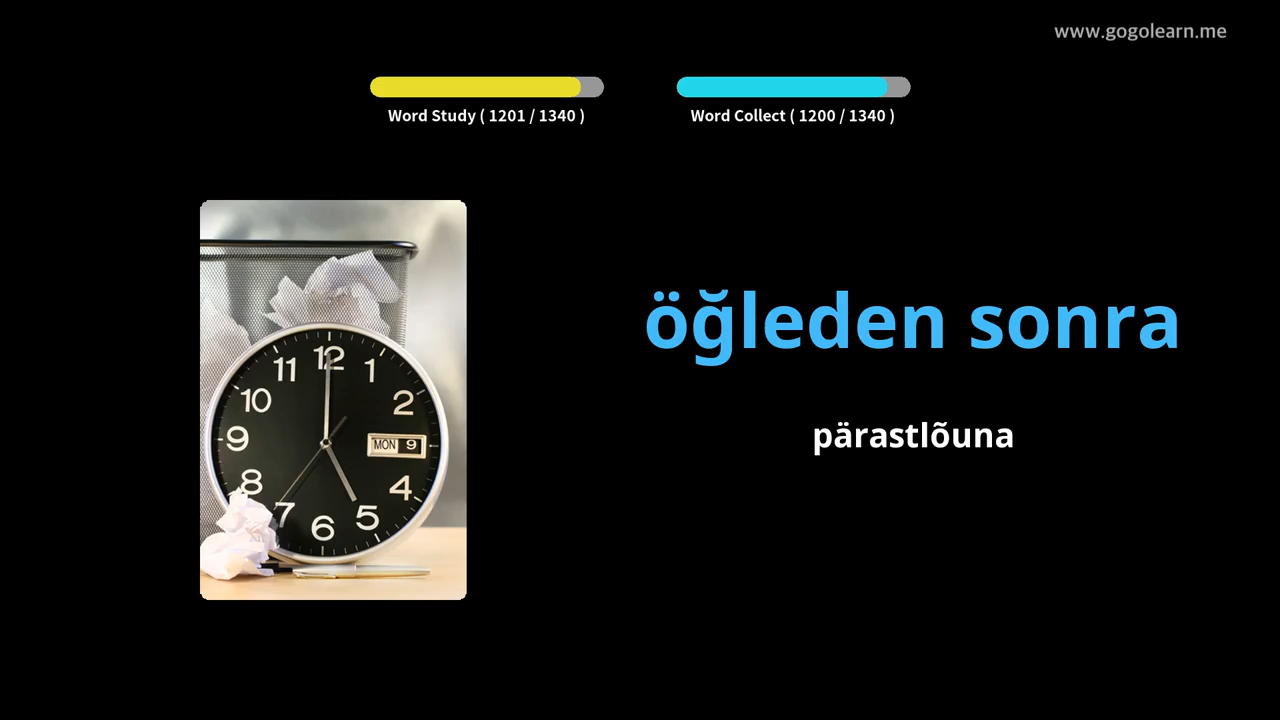 www.gogolearn.me
Word Study ( 1201 / 1340 )
Word Collect ( 1200 / 1340 )
öğleden sonra
pärastlõuna
12
11
1
10
2
9
MON 9
8
4
7
5
6